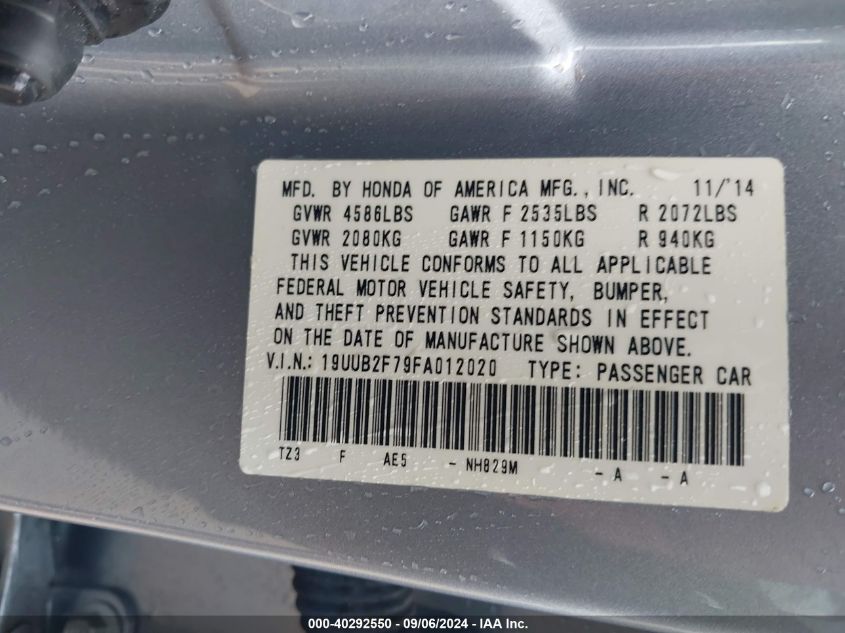 MFD. BY HONDA OF AMERICA MFG., INC. 11/'14
GVWR 4586LBS GAWR F 2535LBS R 2072LBS
GVWR 2080KG GAWR F 1150KG R 940KG
THIS VEHICLE CONFORMS TO ALL APPLICABLE
FEDERAL MOTOR VEHICLE SAFETY, BUMPER,
AND THEFT PREVENTION STANDARDS IN EFFECT
ON THE DATE OF MANUFACTURE SHOWN ABOVE.
V.I.N.: 19UUB2F79FA012020 TYPE: PASSENGER CAR
TZ3 F AE5 - NH829M - A - A
000-40292550 - 09/06/2024 - IAA Inc.